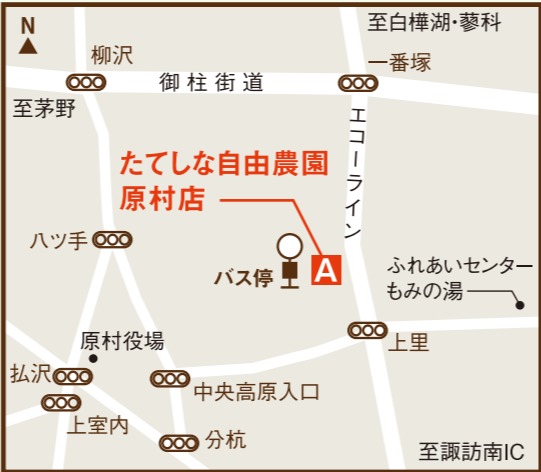 N
至白樺湖・蓼科
柳沢
一番塚
御柱街道
至茅野
エコーライン
たてしな自由農園
原村店
八ツ手
バス停
A
ふれあいセンター
もみの湯
原村役場
上里
払沢
中央高原入口
上室内
分杭
至諏訪南IC